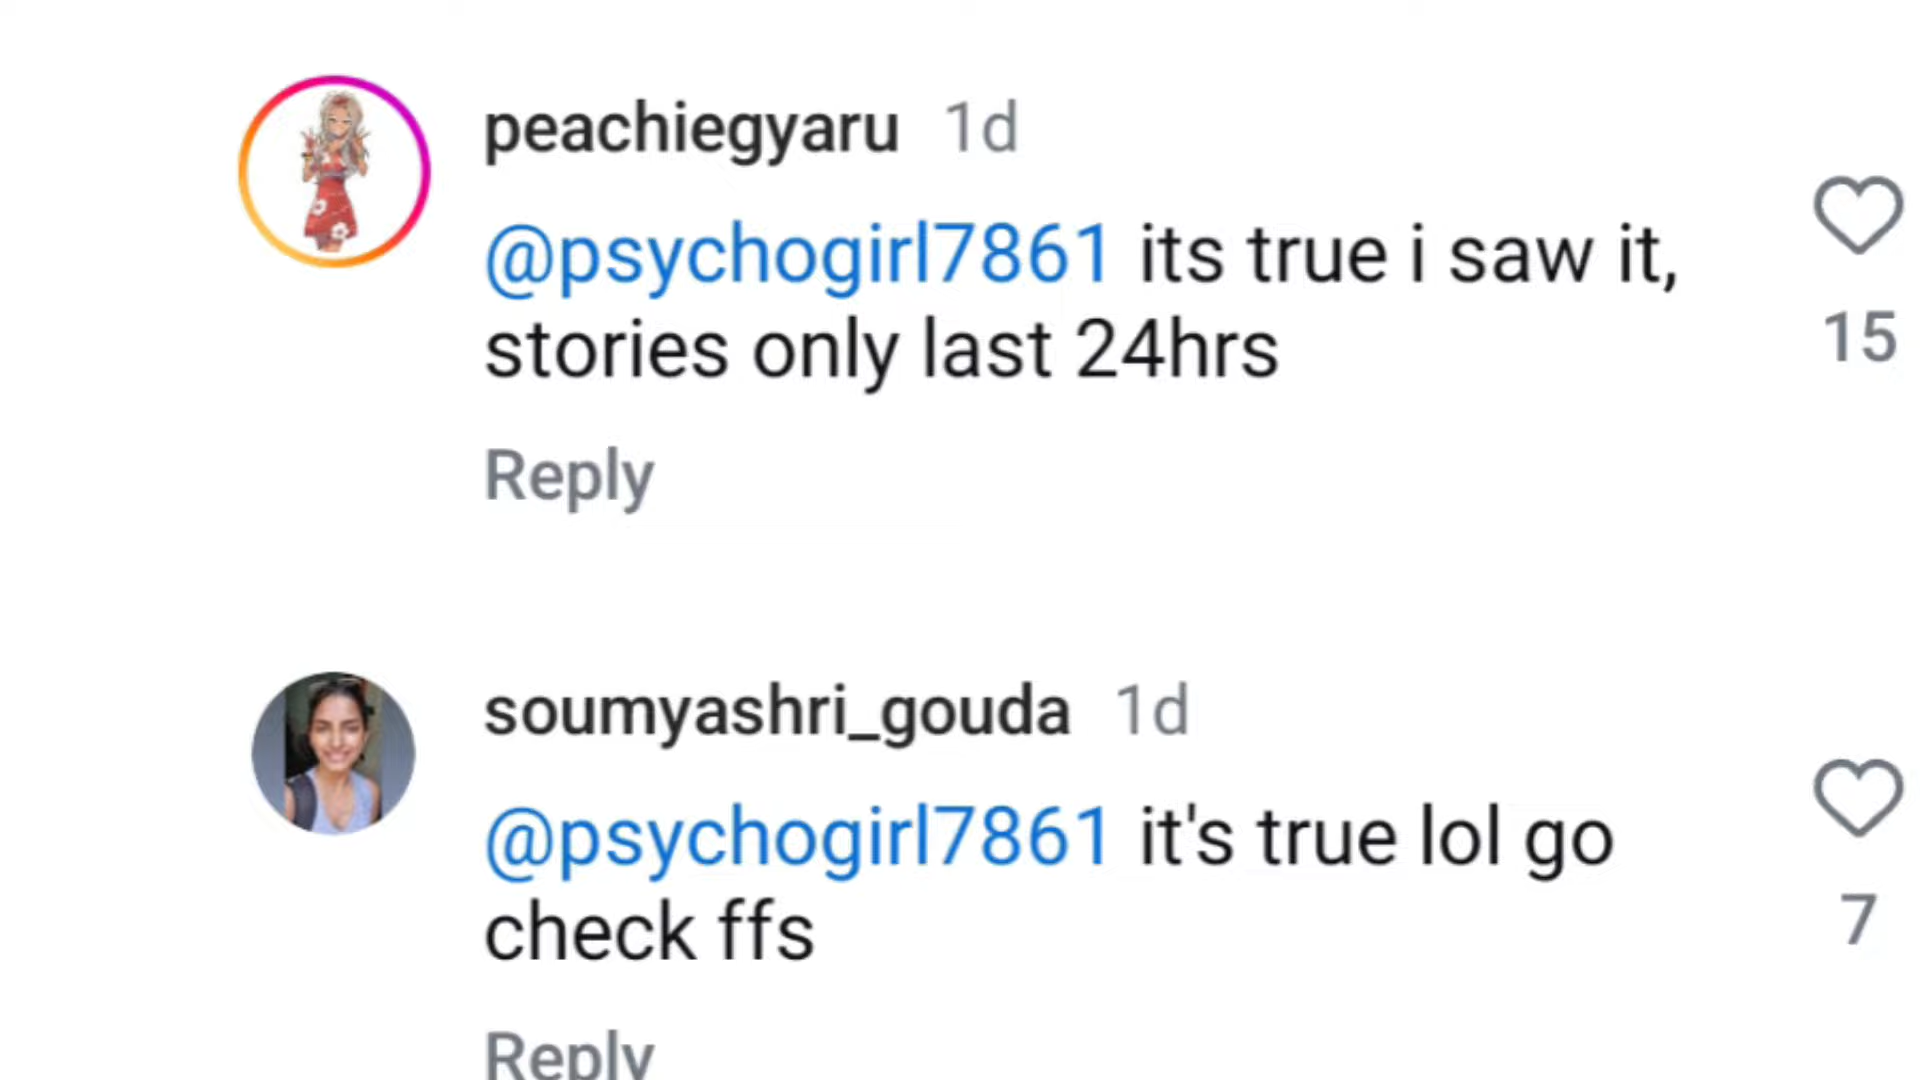 peachiegyaru 1d
@psychogirl7861 its true i saw it,
stories only last 24hrs
15
Reply
soumyashri_gouda 1d
@psychogirl7861 it's true lol go
check ffs
7
Reply